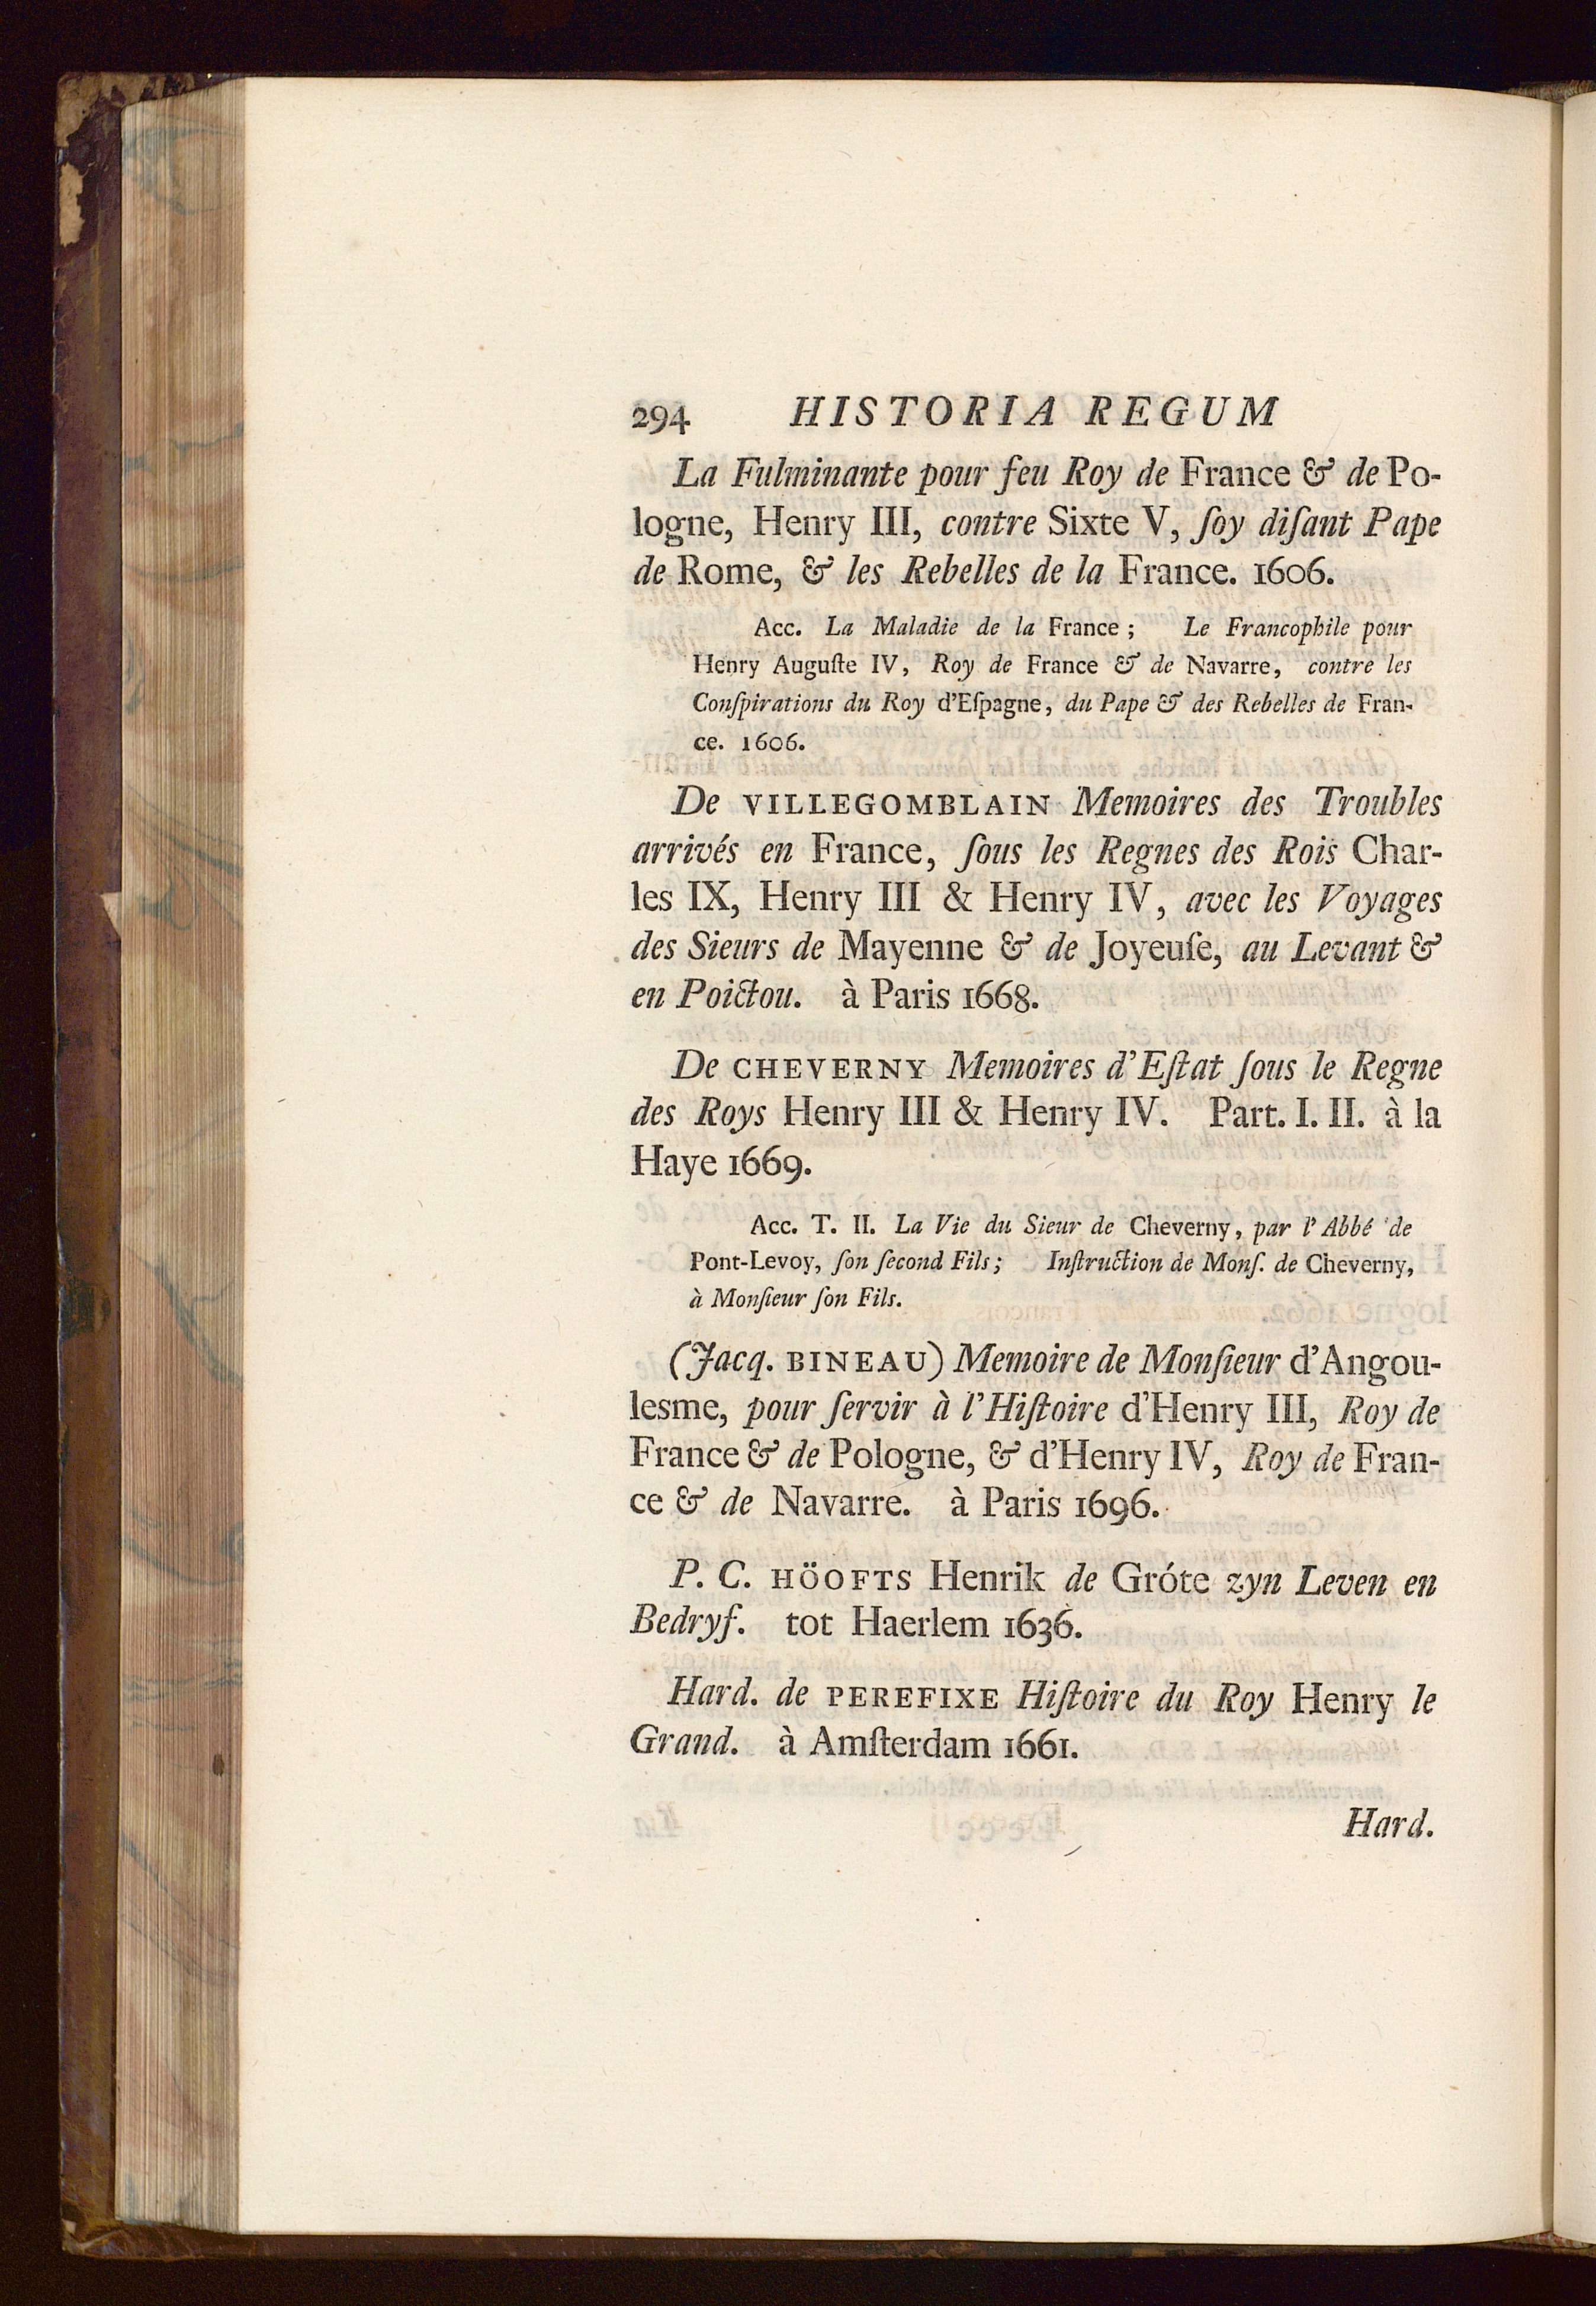 294 HISTORIA REGUM
La Fulminante pour feu Roy de France & de Po-
logne, Henry III, contre Sixte V, ſoy diſant Pape
de Rome, & les Rebelles de la France. 1606.
Acc. La Maladie de la France; Le Francophile pour
Henry Auguſte IV, Roy de France & de Navarre, contre les
Conſpirations du Roy d'Eſpagne, du Pape & des Rebelles de Fran-
ce. 1606.
De VILLEGOMBLAIN Memoires des Troubles
arrivés en France, ſous les Regnes des Rois Char-
les IX, Henry III & Henry IV, avec les Voyages
des Sieurs de Mayenne & de Joyeuſe, au Levant &
en Poictou. à Paris 1668.
De CHEVERNY Memoires d'Eſtat ſous le Regne
des Roys Henry III & Henry IV. Part. I. II. à la
Haye 1669.
Acc. T. II. La Vie du Sieur de Cheverny, par l'Abbé de
Pont-Levoy, ſon ſecond Fils; Inſtruction de Monſ. de Cheverny,
à Monſieur ſon Fils.
(Jacq. BINEAU) Memoire de Monſieur d'Angou-
lesme, pour ſervir à l'Hiſtoire d'Henry III, Roy de
France & de Pologne, & d'Henry IV, Roy de Fran-
ce & de Navarre. à Paris 1696.
P. C. HÖOFTS Henrik de Gróte zyn Leven en
Bedryf. tot Haerlem 1636.
Hard. de PEREFIXE Hiſtoire du Roy Henry le
Grand. à Amſterdam 1661.
Hard.